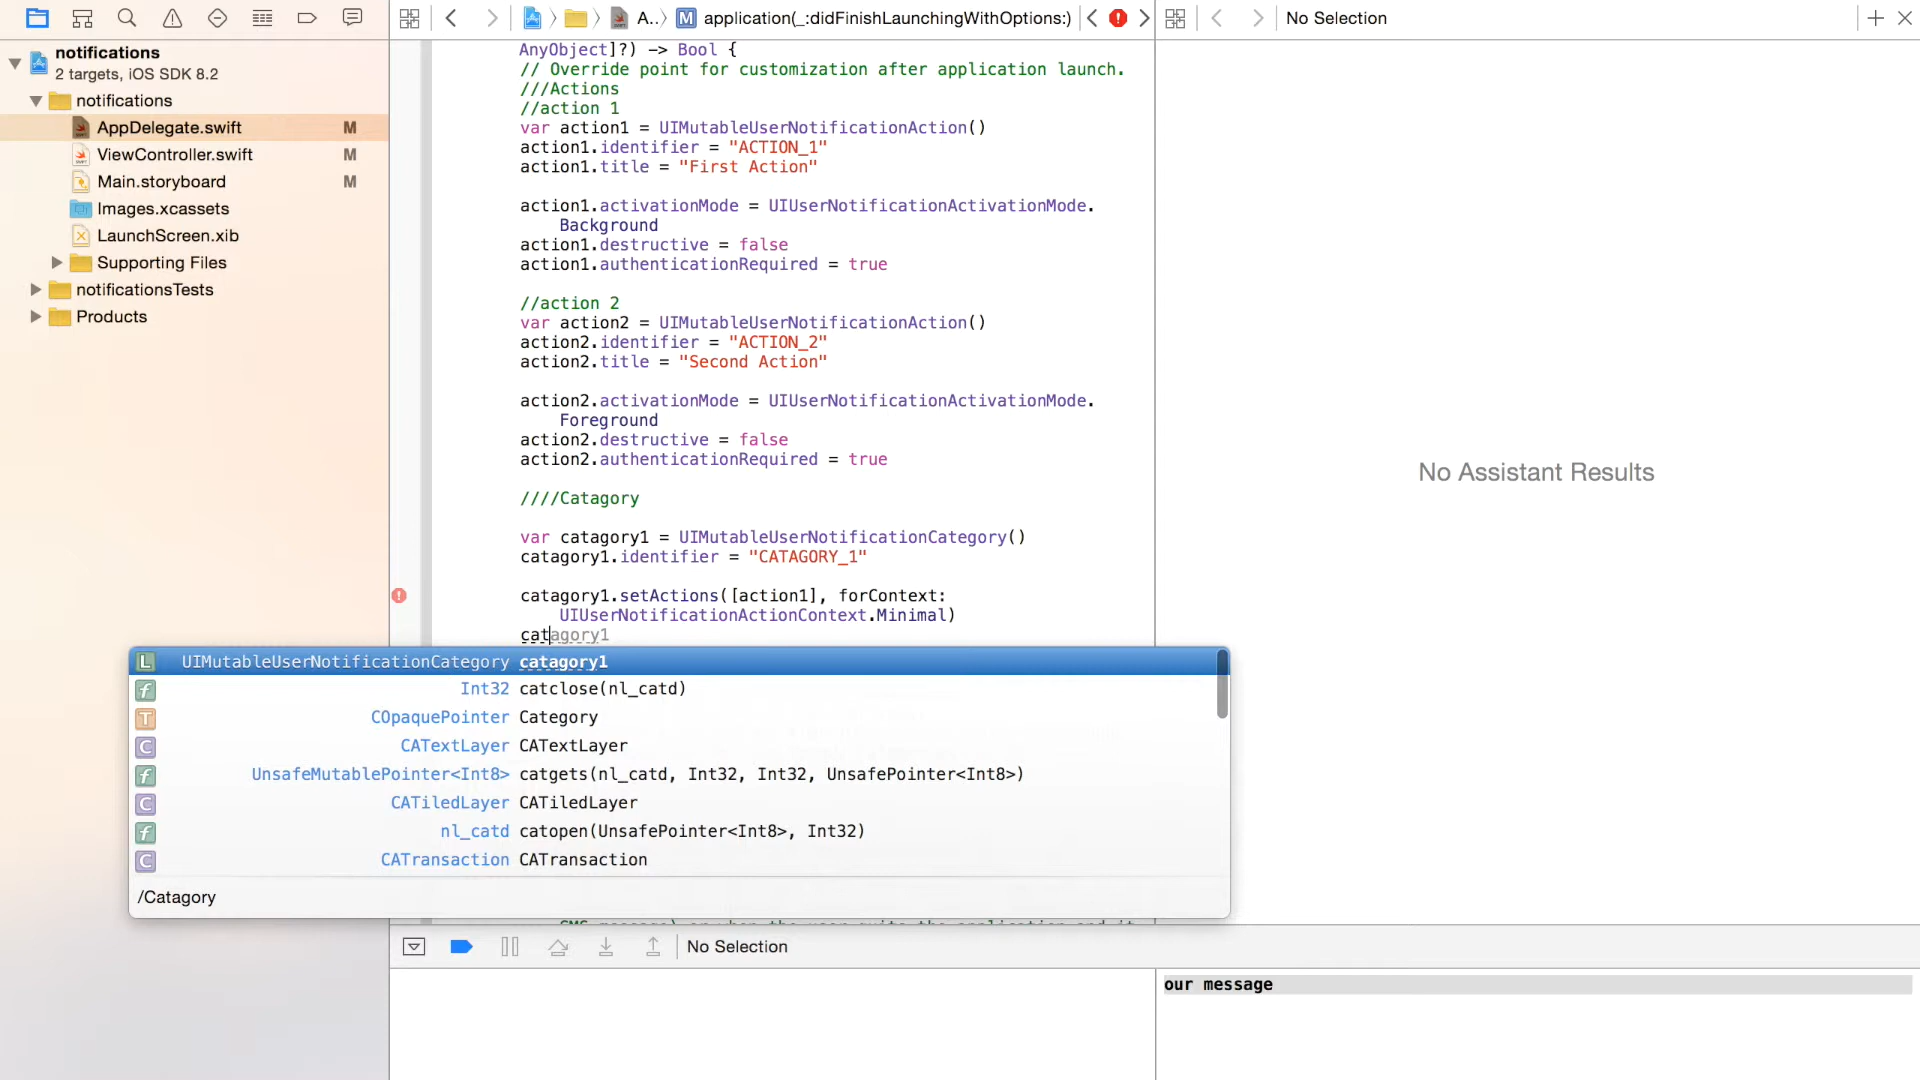 A..
M application(_:didFinishLaunchingWithOptions:)
No Selection
notifications
2 targets, iOS SDK 8.2
notifications
AppDelegate.swift M
ViewController.swift M
Main.storyboard M
Images.xcassets
LaunchScreen.xib
Supporting Files
notificationsTests
Products
AnyObject]?) -> Bool {
// Override point for customization after application launch.
///Actions
//action 1
var action1 = UIMutableUserNotificationAction()
action1.identifier = "ACTION_1"
action1.title = "First Action"
action1.activationMode = UIUserNotificationActivationMode.
Background
action1.destructive = false
action1.authenticationRequired = true
//action 2
var action2 = UIMutableUserNotificationAction()
action2.identifier = "ACTION_2"
action2.title = "Second Action"
action2.activationMode = UIUserNotificationActivationMode.
Foreground
action2.destructive = false
action2.authenticationRequired = true
////Catagory
var catagory1 = UIMutableUserNotificationCategory()
catagory1.identifier = "CATAGORY_1"
catagory1.setActions([action1], forContext:
UIUserNotificationActionContext.Minimal)
catagory1
L UIMutableUserNotificationCategory catagory1
f Int32 catclose(nl_catd)
T COpaquePointer Category
C CATextLayer CATextLayer
f UnsafeMutablePointer<Int8> catgets(nl_catd, Int32, Int32, UnsafePointer<Int8>)
C CATiledLayer CATiledLayer
f nl_catd catopen(UnsafePointer<Int8>, Int32)
C CATransaction CATransaction
/Catagory
No Assistant Results
No Selection
our message